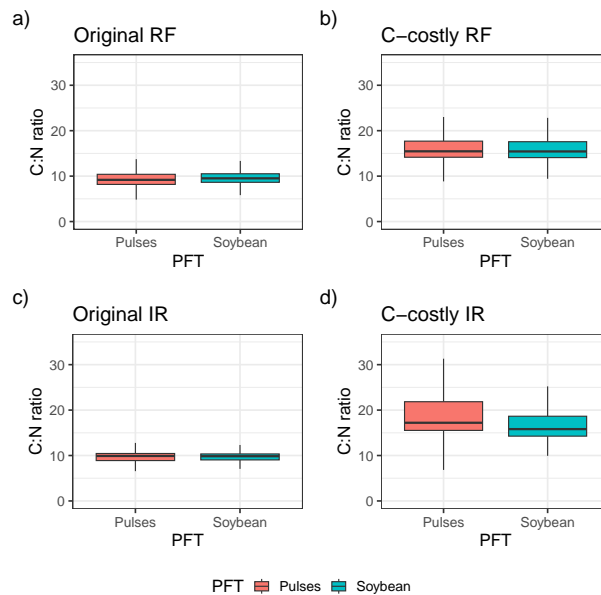 a)
Original RF
C:N ratio
30
20
10
0
Pulses
Soybean
PFT
b)
C−costly RF
C:N ratio
30
20
10
0
Pulses
Soybean
PFT
c)
Original IR
C:N ratio
30
20
10
0
Pulses
Soybean
PFT
d)
C−costly IR
C:N ratio
30
20
10
0
Pulses
Soybean
PFT
PFT Pulses Soybean